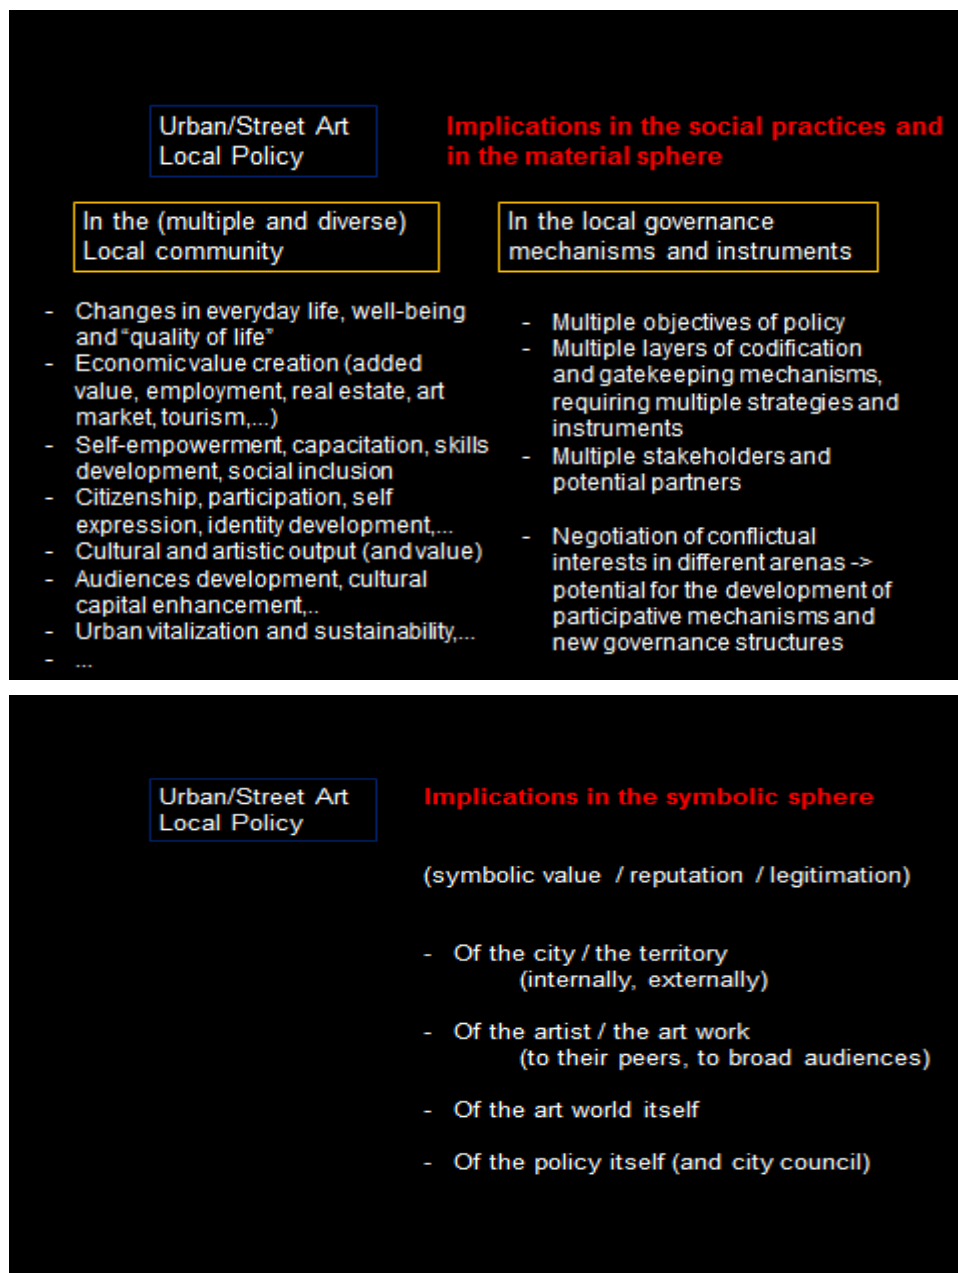 Urban/Street Art
Local Policy
Implications in the social practices and
in the material sphere
In the (multiple and diverse)
Local community
- Changes in everyday life, well-being
and “quality of life”
- Economic value creation (added
value, employment, real estate, art
market, tourism,...)
- Self-empowerment, capacitation, skills
development, social inclusion
- Citizenship, participation, self
expression, identity development,...
- Cultural and artistic output (and value)
- Audiences development, cultural
capital enhancement,..
- Urban vitalization and sustainability,...
- ...
In the local governance
mechanisms and instruments
- Multiple objectives of policy
- Multiple layers of codification
and gatekeeping mechanisms,
requiring multiple strategies and
instruments
- Multiple stakeholders and
potential partners
- Negotiation of conflictual
interests in different arenas ->
potential for the development of
participative mechanisms and
new governance structures
Urban/Street Art
Local Policy
Implications in the symbolic sphere
(symbolic value / reputation / legitimation)
- Of the city / the territory
(internally, externally)
- Of the artist / the art work
(to their peers, to broad audiences)
- Of the art world itself
- Of the policy itself (and city council)